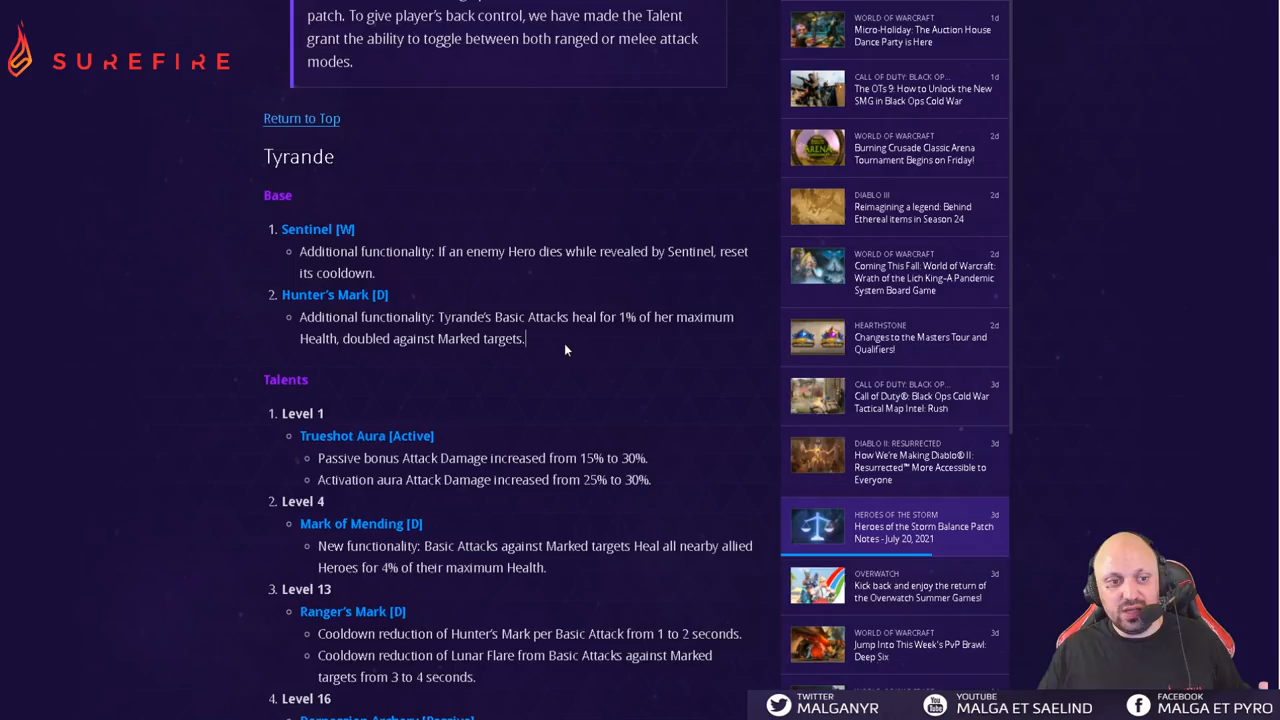 patch. To give player's back control, we have made the Talent
grant the ability to toggle between both ranged or melee attack
modes.
SUREFIRE
Return to Top
Tyrande
Base
1. Sentinel [W]
Additional functionality: If an enemy Hero dies while revealed by Sentinel, reset
its cooldown.
2. Hunter's Mark [D]
Additional functionality: Tyrande's Basic Attacks heal for 1% of her maximum
Health, doubled against Marked targets.
Talents
1. Level 1
Trueshot Aura [Active]
Passive bonus Attack Damage increased from 15% to 30%.
Activation aura Attack Damage increased from 25% to 30%.
2. Level 4
Mark of Mending [D]
New functionality: Basic Attacks against Marked targets Heal all nearby allied
Heroes for 4% of their maximum Health.
3. Level 13
Ranger's Mark [D]
Cooldown reduction of Hunter's Mark per Basic Attack from 1 to 2 seconds.
Cooldown reduction of Lunar Flare from Basic Attacks against Marked
targets from 3 to 4 seconds.
4. Level 16
WORLD OF WARCRAFT 1d
Micro-Holiday: The Auction House
Dance Party is Here
CALL OF DUTY: BLACK OP... 1d
The OTs 9: How to Unlock the New
SMG in Black Ops Cold War
WORLD OF WARCRAFT 2d
Burning Crusade Classic Arena
Tournament Begins on Friday!
DIABLO III 2d
Reimagining a legend: Behind
Ethereal items in Season 24
WORLD OF WARCRAFT 2d
Coming This Fall: World of Warcraft:
Wrath of the Lich King–A Pandemic
System Board Game
HEARTHSTONE 2d
Changes to the Masters Tour and
Qualifiers!
CALL OF DUTY: BLACK OP... 3d
Call of Duty®: Black Ops Cold War
Tactical Map Intel: Rush
DIABLO II: RESURRECTED 3d
How We're Making Diablo® II:
Resurrected™ More Accessible to
Everyone
HEROES OF THE STORM 3d
Heroes of the Storm Balance Patch
Notes - July 20, 2021
OVERWATCH 3d
Kick back and enjoy the return of
the Overwatch Summer Games!
WORLD OF WARCRAFT 3d
Jump Into This Week's PvP Brawl:
Deep Six
TWITTER
MALGANYR
YOUTUBE
MALGA ET SAELIND
FACEBOOK
MALGA ET PYRO